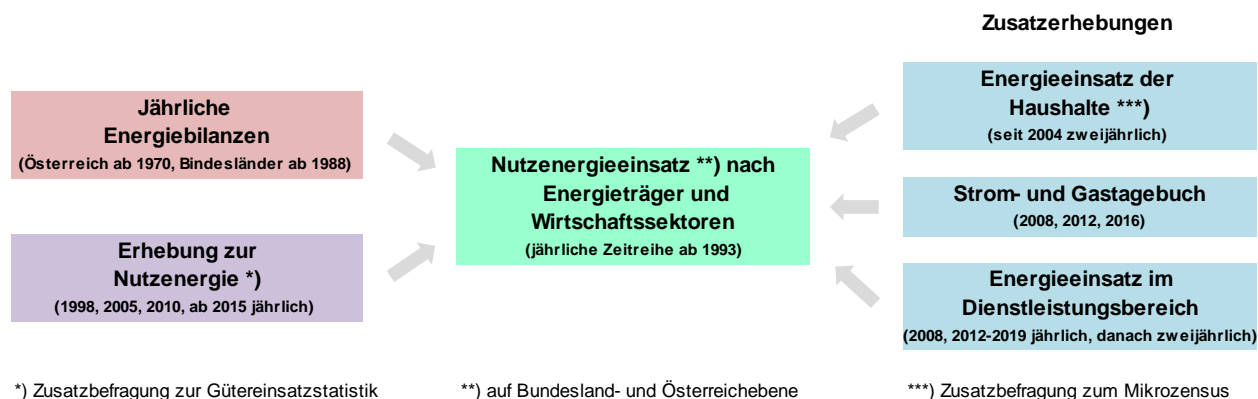 Zusatzerhebungen
Jährliche
Energiebilanzen
(Österreich ab 1970, Bindesländer ab 1988)
Erhebung zur
Nutzenergie *)
(1998, 2005, 2010, ab 2015 jährlich)
Nutzenergieeinsatz **) nach
Energieträger und
Wirtschaftssektoren
(jährliche Zeitreihe ab 1993)
Energieeinsatz der
Haushalte ***)
(seit 2004 zweijährlich)
Strom- und Gastagebuch
(2008, 2012, 2016)
Energieeinsatz im
Dienstleistungsbereich
(2008, 2012-2019 jährlich, danach zweijährlich)
*) Zusatzbefragung zur Gütereinsatzstatistik
**) auf Bundesland- und Österreichebene
***) Zusatzbefragung zum Mikrozensus